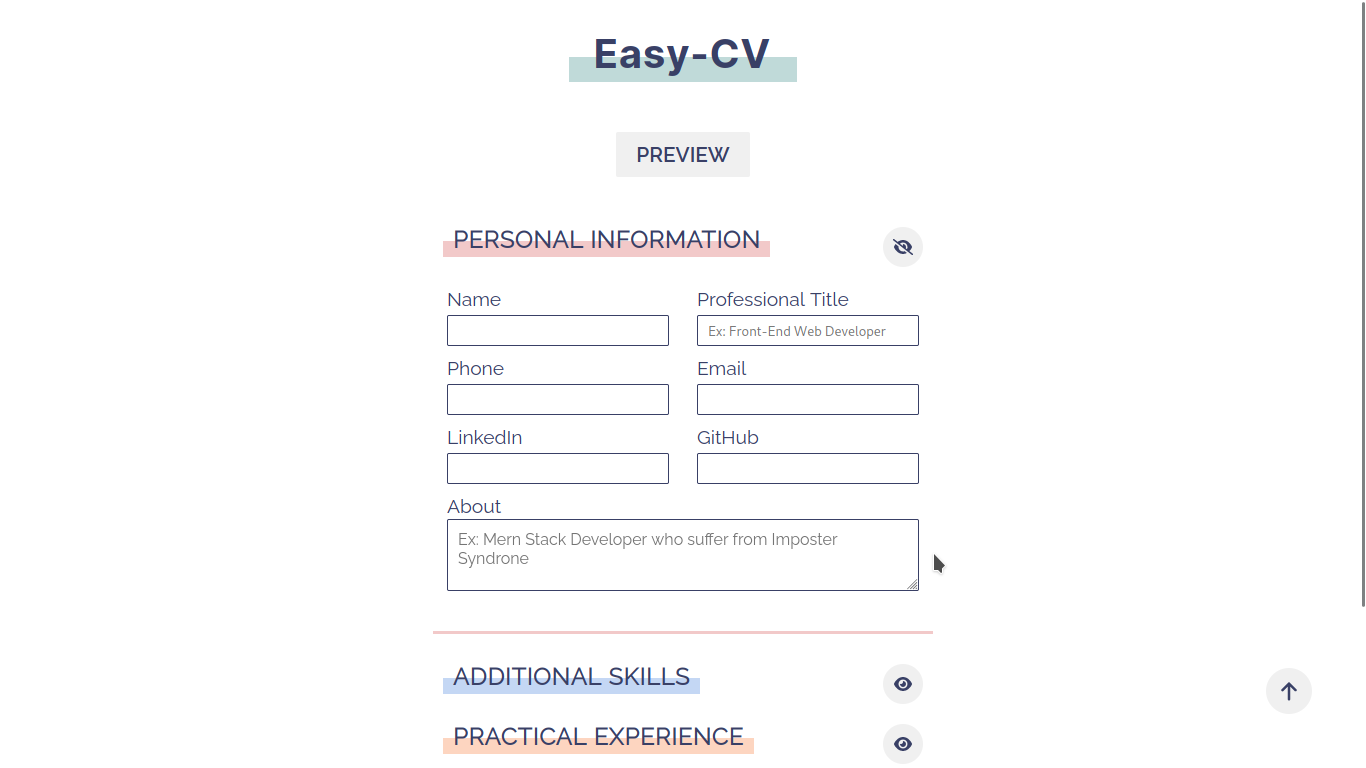 Easy-CV
PREVIEW
PERSONAL INFORMATION
Name
Professional Title
Ex: Front-End Web Developer
Phone
Email
LinkedIn
GitHub
About
Ex: Mern Stack Developer who suffer from Imposter
Syndrone
ADDITIONAL SKILLS
PRACTICAL EXPERIENCE